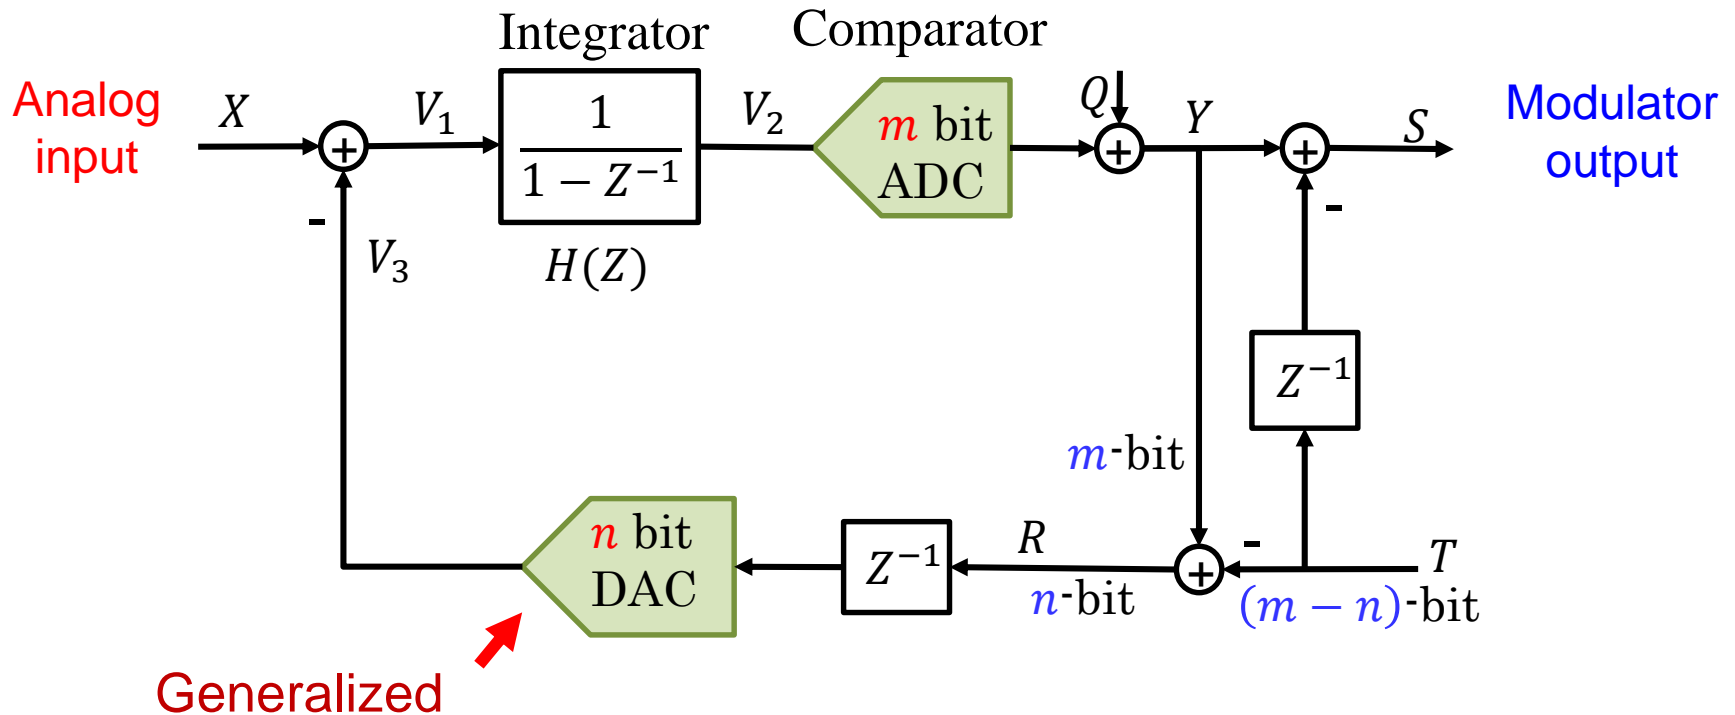 Integrator
Comparator
Analog
input
X
V₁
1
1 − Z⁻¹
H(Z)
V₂
m bit
ADC
Q
Y
S
Modulator
output
-
V₃
-
Z⁻¹
m-bit
n bit
DAC
Z⁻¹
R
n-bit
-
T
(m − n)-bit
Generalized